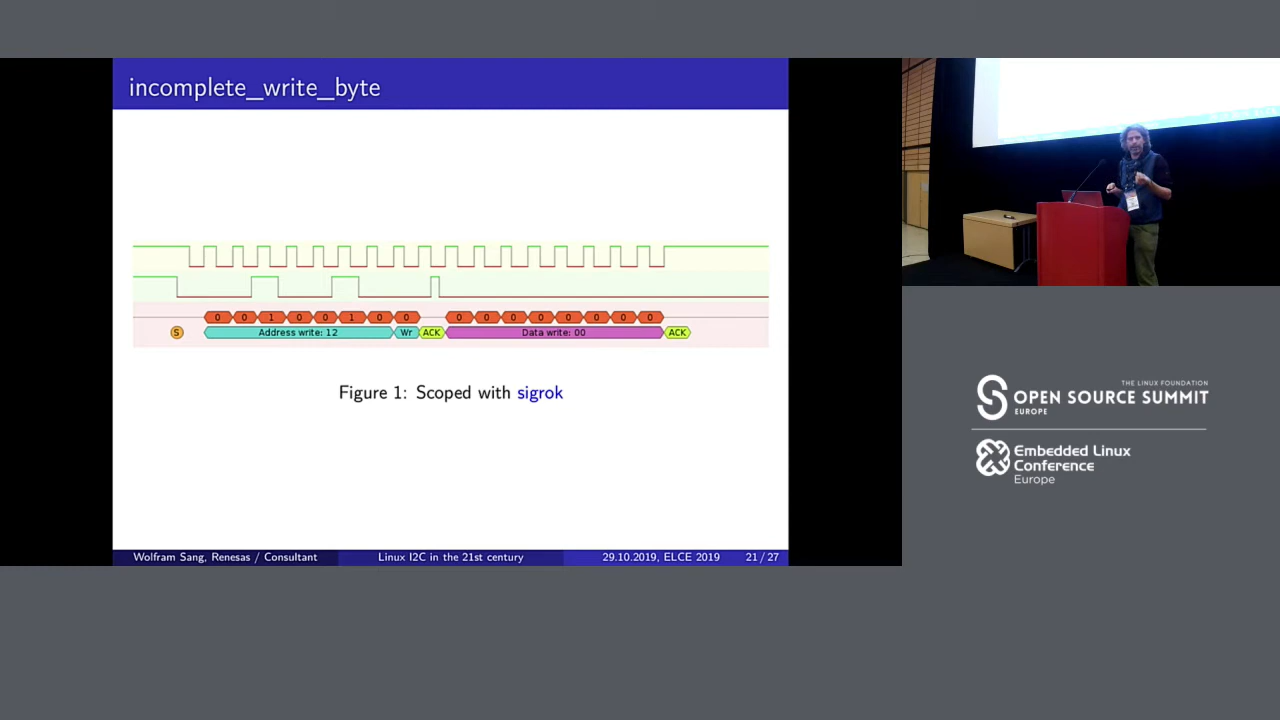 incomplete_write_byte
0 0 1 0 0 1 0 0 0 0 0 0 0 0 0 0
S Address write: 12 Wr ACK Data write: 00 ACK
Figure 1: Scoped with sigrok
Wolfram Sang, Renesas / Consultant Linux I2C in the 21st century 29.10.2019, ELCE 2019 21 / 27
THE LINUX FOUNDATION
OPEN SOURCE SUMMIT
EUROPE
Embedded Linux
Conference
Europe